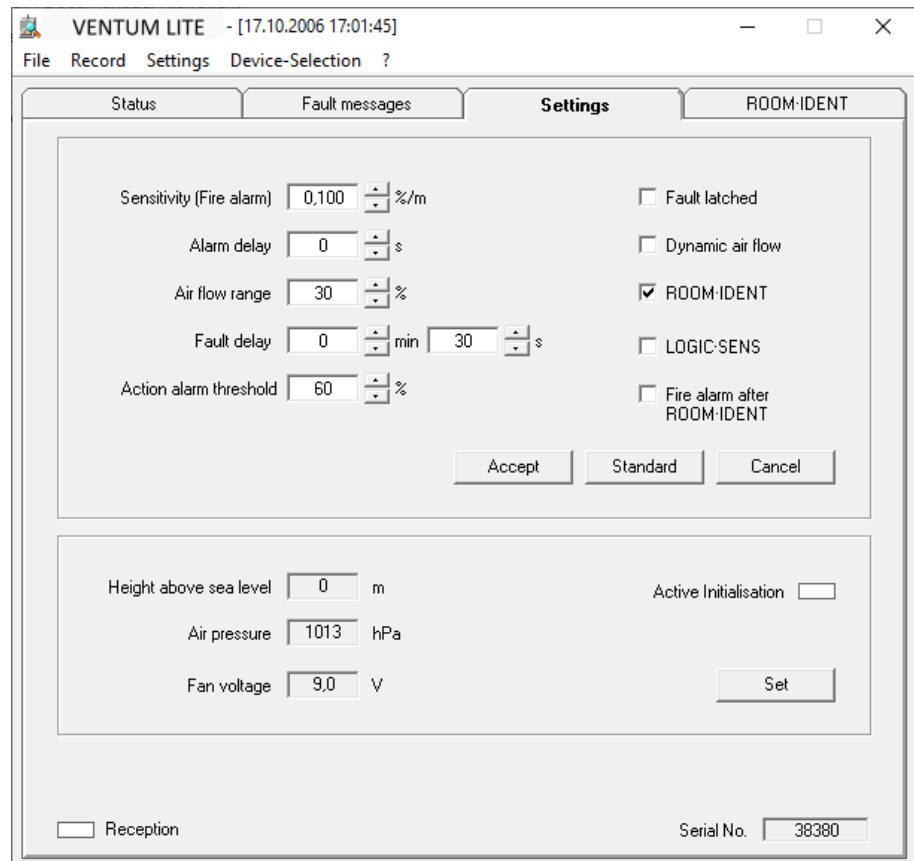 VENTUM LITE - [17.10.2006 17:01:45]
File Record Settings Device-Selection ?
Status Fault messages Settings ROOM·IDENT
Sensitivity (Fire alarm) 0,100 %/m Fault latched
Alarm delay 0 s Dynamic air flow
Air flow range 30 % ROOM·IDENT
Fault delay 0 min 30 s LOGIC·SENS
Action alarm threshold 60 % Fire alarm after
ROOM·IDENT
Accept Standard Cancel
Height above sea level 0 m Active Initialisation
Air pressure 1013 hPa
Fan voltage 9,0 V Set
Reception Serial No. 38380